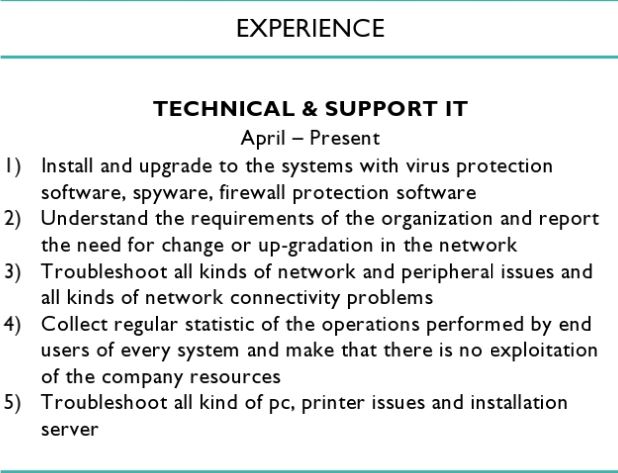 EXPERIENCE
TECHNICAL & SUPPORT IT
April – Present
1) Install and upgrade to the systems with virus protection
software, spyware, firewall protection software
2) Understand the requirements of the organization and report
the need for change or up-gradation in the network
3) Troubleshoot all kinds of network and peripheral issues and
all kinds of network connectivity problems
4) Collect regular statistic of the operations performed by end
users of every system and make that there is no exploitation
of the company resources
5) Troubleshoot all kind of pc, printer issues and installation
server